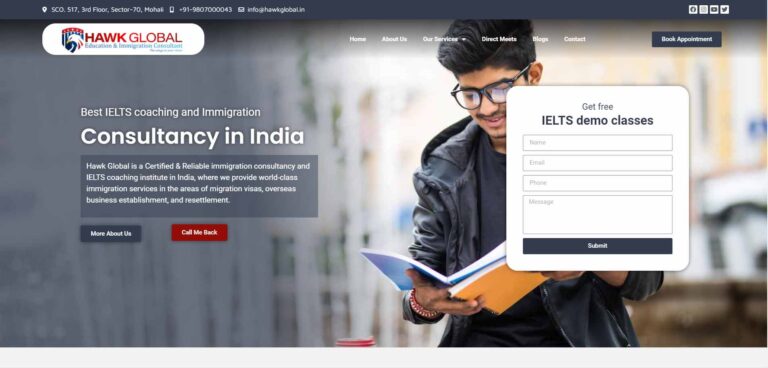 SCO. 517, 3rd Floor, Sector-70, Mohali +91-9807000043 info@hawkglobal.in
HAWK GLOBAL
Education & Immigration Consultant
Home About Us Our Services Direct Meets Blogs Contact Book Appointment
Best IELTS coaching and Immigration
Consultancy in India
Hawk Global is a Certified & Reliable immigration consultancy and
IELTS coaching institute in India, where we provide world-class
immigration services in the areas of migration visas, overseas
business establishment, and resettlement.
More About Us Call Me Back
Get free
IELTS demo classes
Name
Email
Phone
Message
Submit